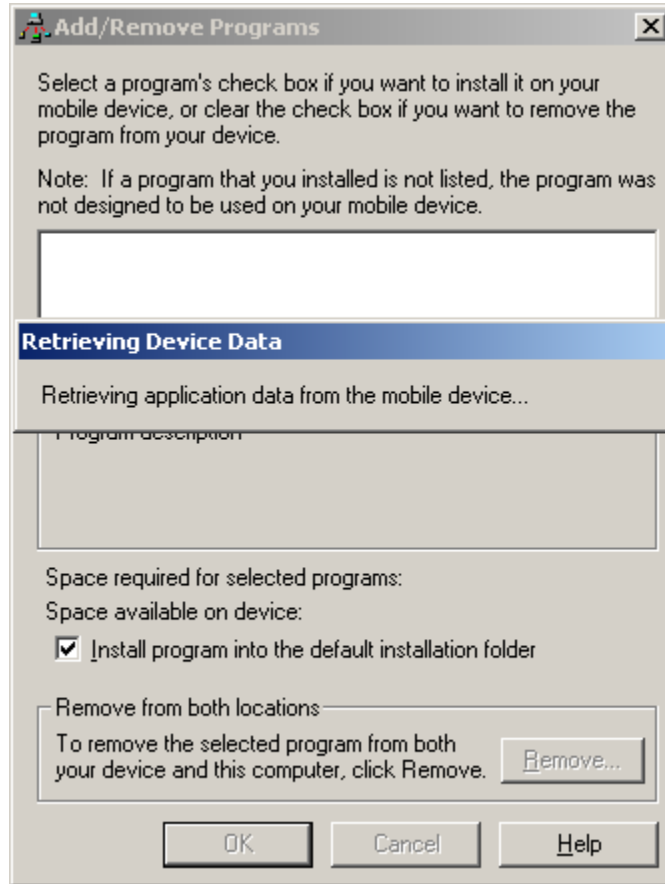 Add/Remove Programs
Select a program's check box if you want to install it on your
mobile device, or clear the check box if you want to remove the
program from your device.
Note: If a program that you installed is not listed, the program was
not designed to be used on your mobile device.
Retrieving Device Data
Retrieving application data from the mobile device...
Program description
Space required for selected programs:
Space available on device:
Install program into the default installation folder
Remove from both locations
To remove the selected program from both
your device and this computer, click Remove.
Remove...
OK
Cancel
Help